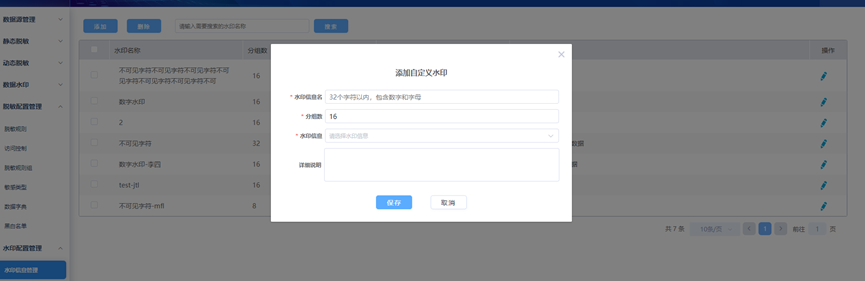 数据源管理
静态脱敏
动态脱敏
数据水印
脱敏配置管理
脱敏规则
访问控制
脱敏规则组
敏感类型
数据字典
黑白名单
水印配置管理
水印信息管理
添加
删除
请输入需要搜索的水印名称
搜索
水印名称
分组数
操作
不可见字符不可见字符不可见字符不可
见字符不可见字符不可见字符不可
16
数字水印
16
2
16
不可见字符
32
数据
数字水印-李四
16
据
test-jtl
16
不可见字符-mfl
8
添加自定义水印
* 水印信息名
32个字符以内，包含数字和字母
* 分组数
16
* 水印信息
请选择水印信息
详细说明
保存
取消
共 7 条
10条/页
1
前往
1
页